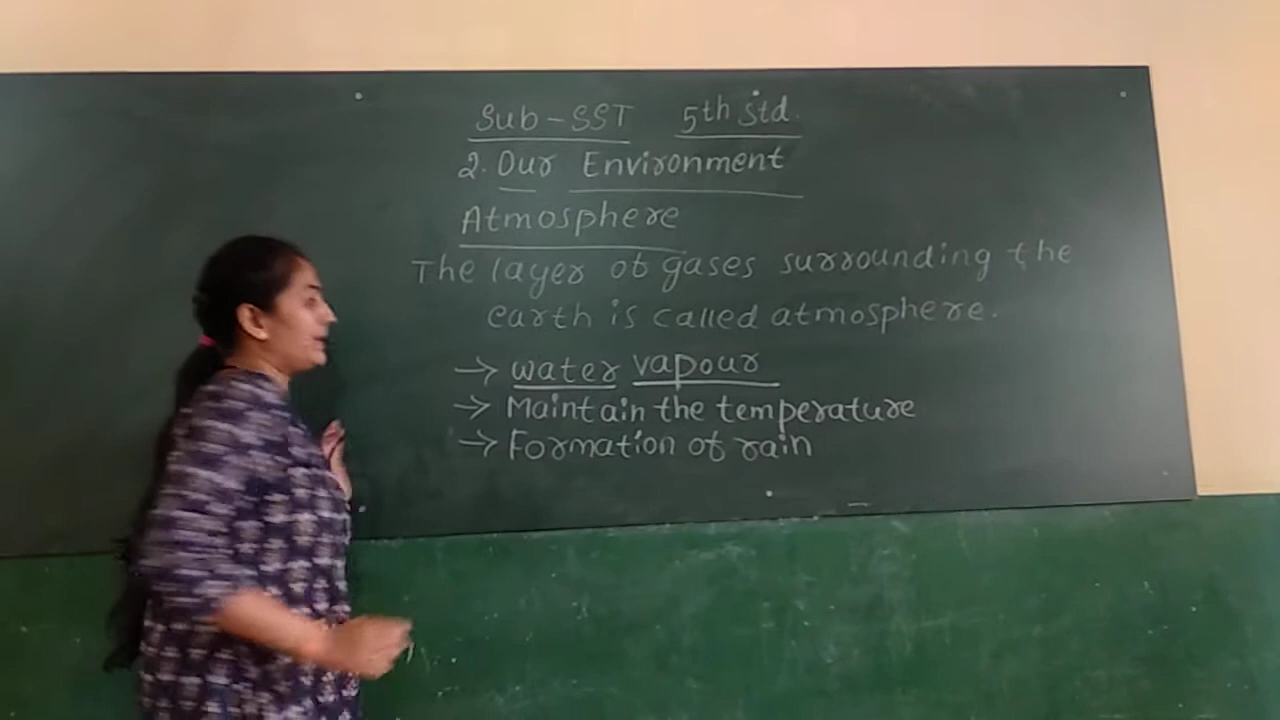 Sub-SST 5th std.
2. Our Environment
Atmosphere
The layer of gases surrounding the
earth is called atmosphere.
→ water vapour
→ Maintain the temperature
→ Formation of rain